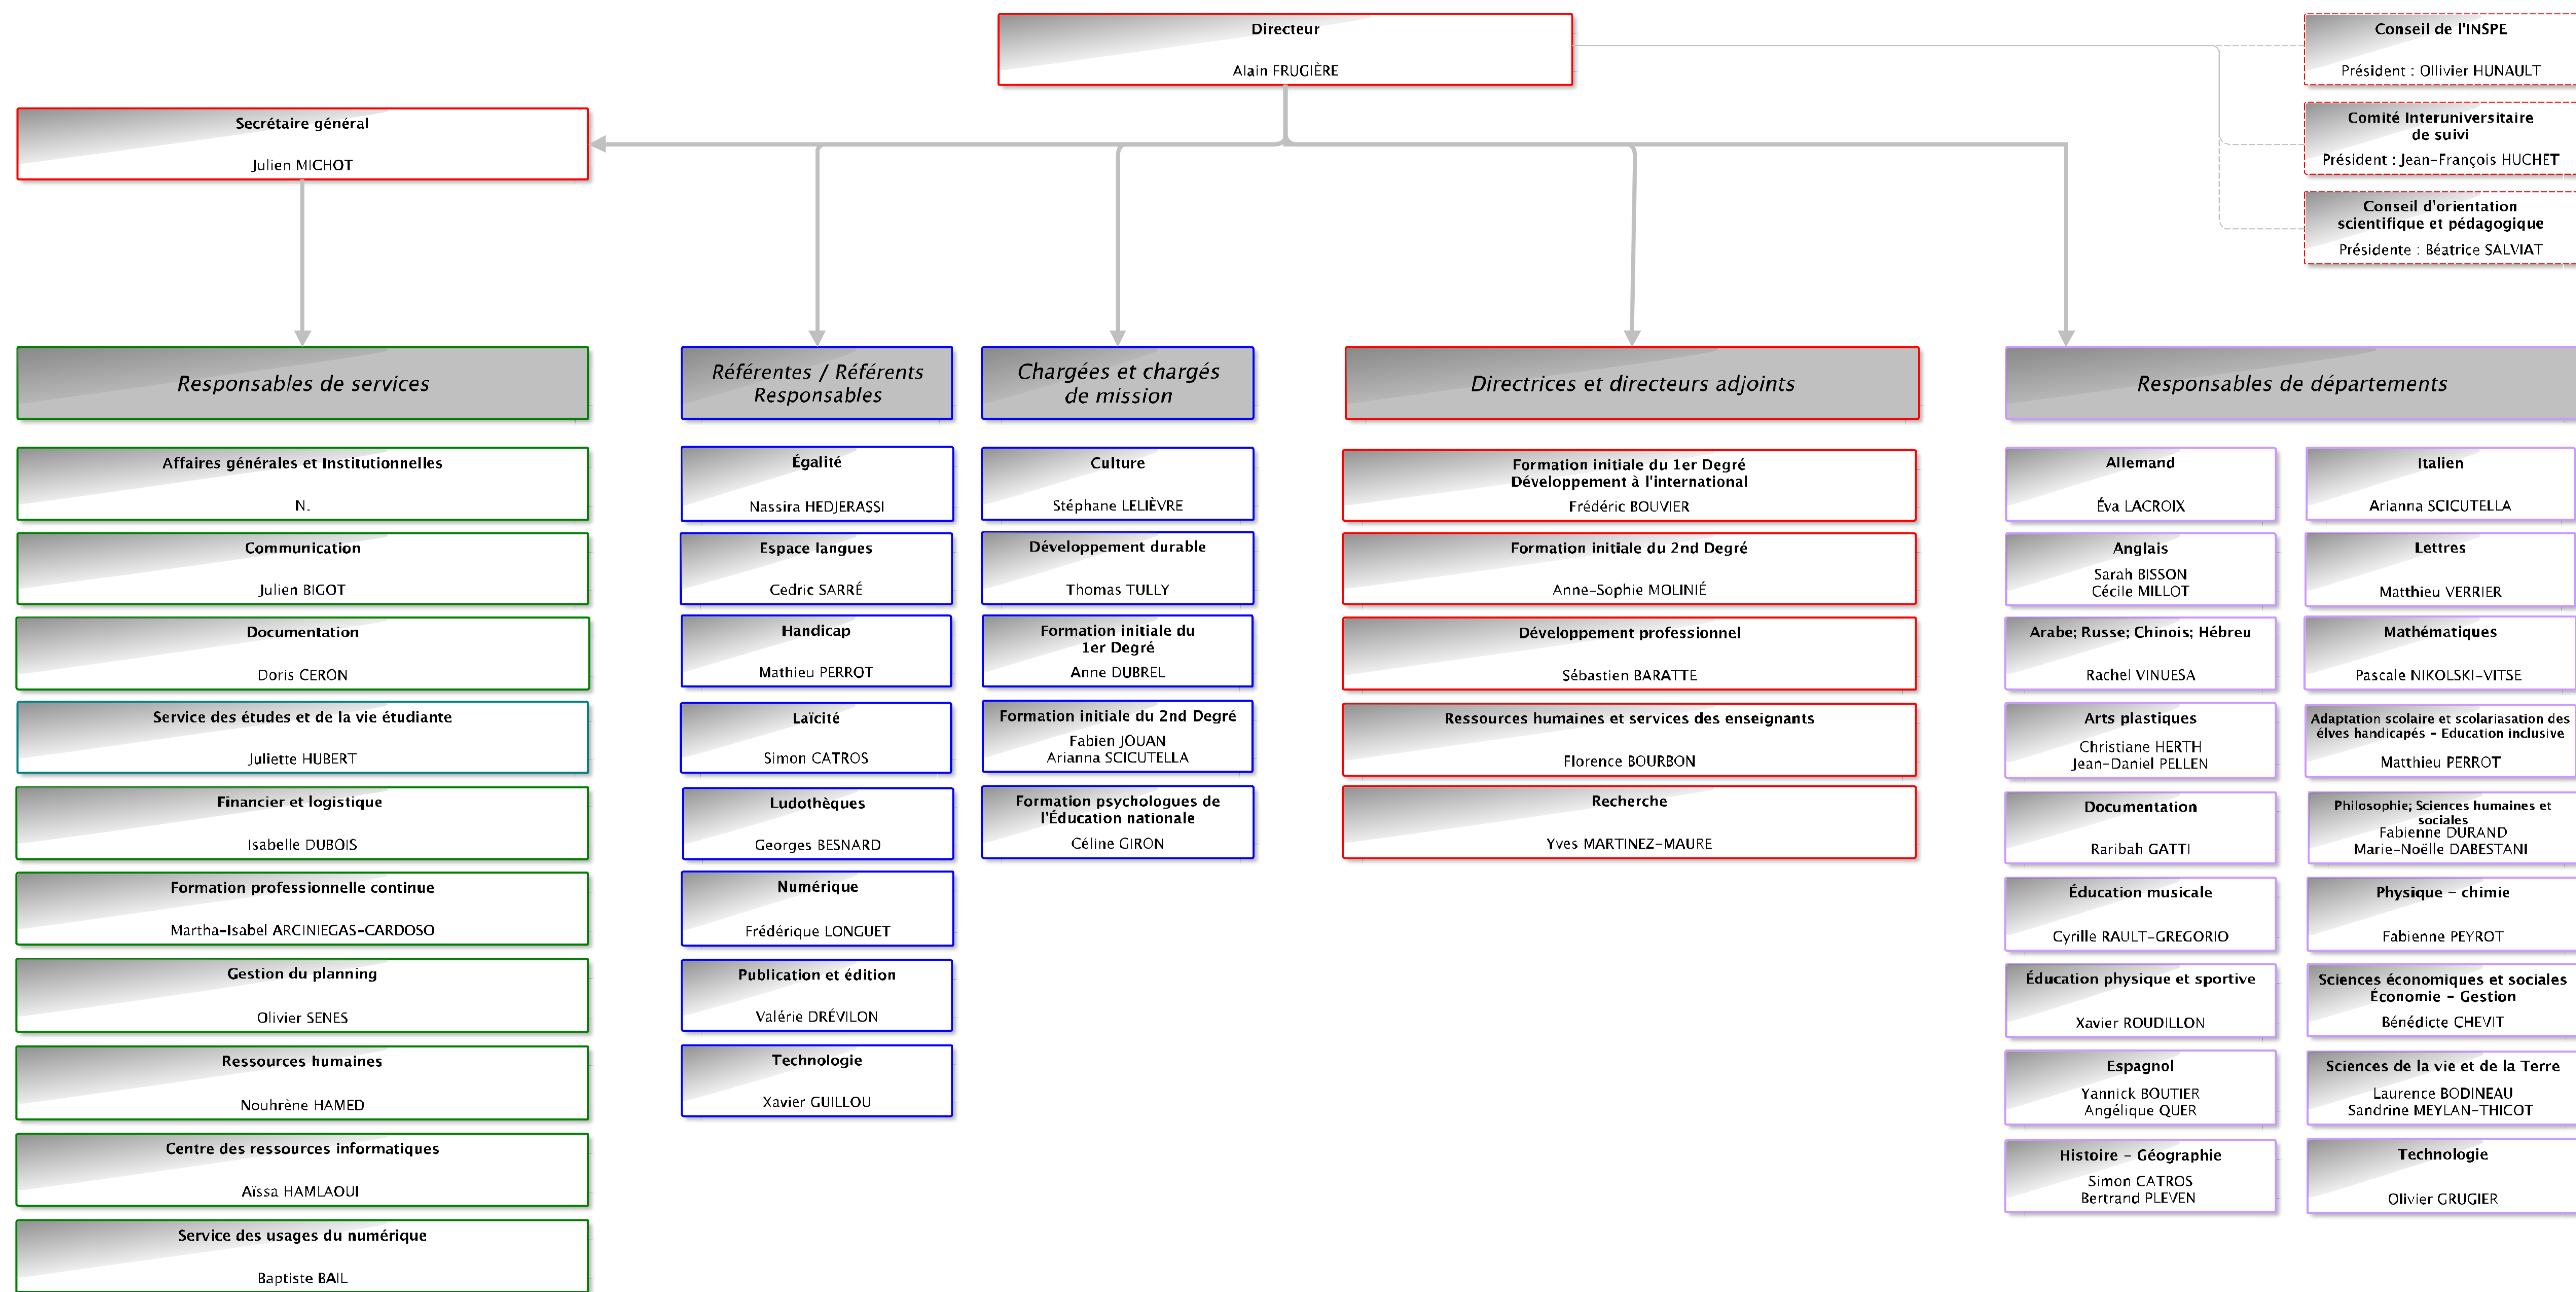 Directeur
Alain FRUGIÈRE
Conseil de l'INSPE
Président : Ollivier HUNAULT
Comité Interuniversitaire
de suivi
Président : Jean-François HUCHET
Conseil d'orientation
scientifique et pédagogique
Présidente : Béatrice SALVIAT
Secrétaire général
Julien MICHOT
Responsables de services
Affaires générales et Institutionnelles
N.
Communication
Julien BIGOT
Documentation
Doris CERON
Service des études et de la vie étudiante
Juliette HUBERT
Financier et logistique
Isabelle DUBOIS
Formation professionnelle continue
Martha-Isabel ARCINIEGAS-CARDOSO
Gestion du planning
Olivier SENES
Ressources humaines
Nouhrène HAMED
Centre des ressources informatiques
Aïssa HAMLAOUI
Service des usages du numérique
Baptiste BAIL
Référentes / Référents
Responsables
Égalité
Nassira HEDJERASSI
Espace langues
Cedric SARRÉ
Handicap
Mathieu PERROT
Laïcité
Simon CATROS
Ludothèques
Georges BESNARD
Numérique
Frédérique LONGUET
Publication et édition
Valérie DRÉVILON
Technologie
Xavier GUILLOU
Chargées et chargés
de mission
Culture
Stéphane LELIÈVRE
Développement durable
Thomas TULLY
Formation initiale du
1er Degré
Anne DUBREL
Formation initiale du 2nd Degré
Fabien JOUAN
Arianna SCICUTELLA
Formation psychologues de
l'Éducation nationale
Céline GIRON
Directrices et directeurs adjoints
Formation initiale du 1er Degré
Développement à l'international
Frédéric BOUVIER
Formation initiale du 2nd Degré
Anne-Sophie MOLINIÉ
Développement professionnel
Sébastien BARATTE
Ressources humaines et services des enseignants
Florence BOURBON
Recherche
Yves MARTINEZ-MAURE
Responsables de départements
Allemand
Éva LACROIX
Anglais
Sarah BISSON
Cécile MILLOT
Arabe; Russe; Chinois; Hébreu
Rachel VINUESA
Arts plastiques
Christiane HERTH
Jean-Daniel PELLEN
Documentation
Raribah GATTI
Éducation musicale
Cyrille RAULT-GREGORIO
Éducation physique et sportive
Xavier ROUDILLON
Espagnol
Yannick BOUTIER
Angélique QUER
Histoire - Géographie
Simon CATROS
Bertrand PLEVEN
Italien
Arianna SCICUTELLA
Lettres
Matthieu VERRIER
Mathématiques
Pascale NIKOLSKI-VITSE
Adaptation scolaire et scolariasation des
élves handicapés - Education inclusive
Matthieu PERROT
Philosophie; Sciences humaines et
sociales
Fabienne DURAND
Marie-Noëlle DABESTANI
Physique - chimie
Fabienne PEYROT
Sciences économiques et sociales
Économie - Gestion
Bénédicte CHEVIT
Sciences de la vie et de la Terre
Laurence BODINEAU
Sandrine MEYLAN-THICOT
Technologie
Olivier GRUGIER